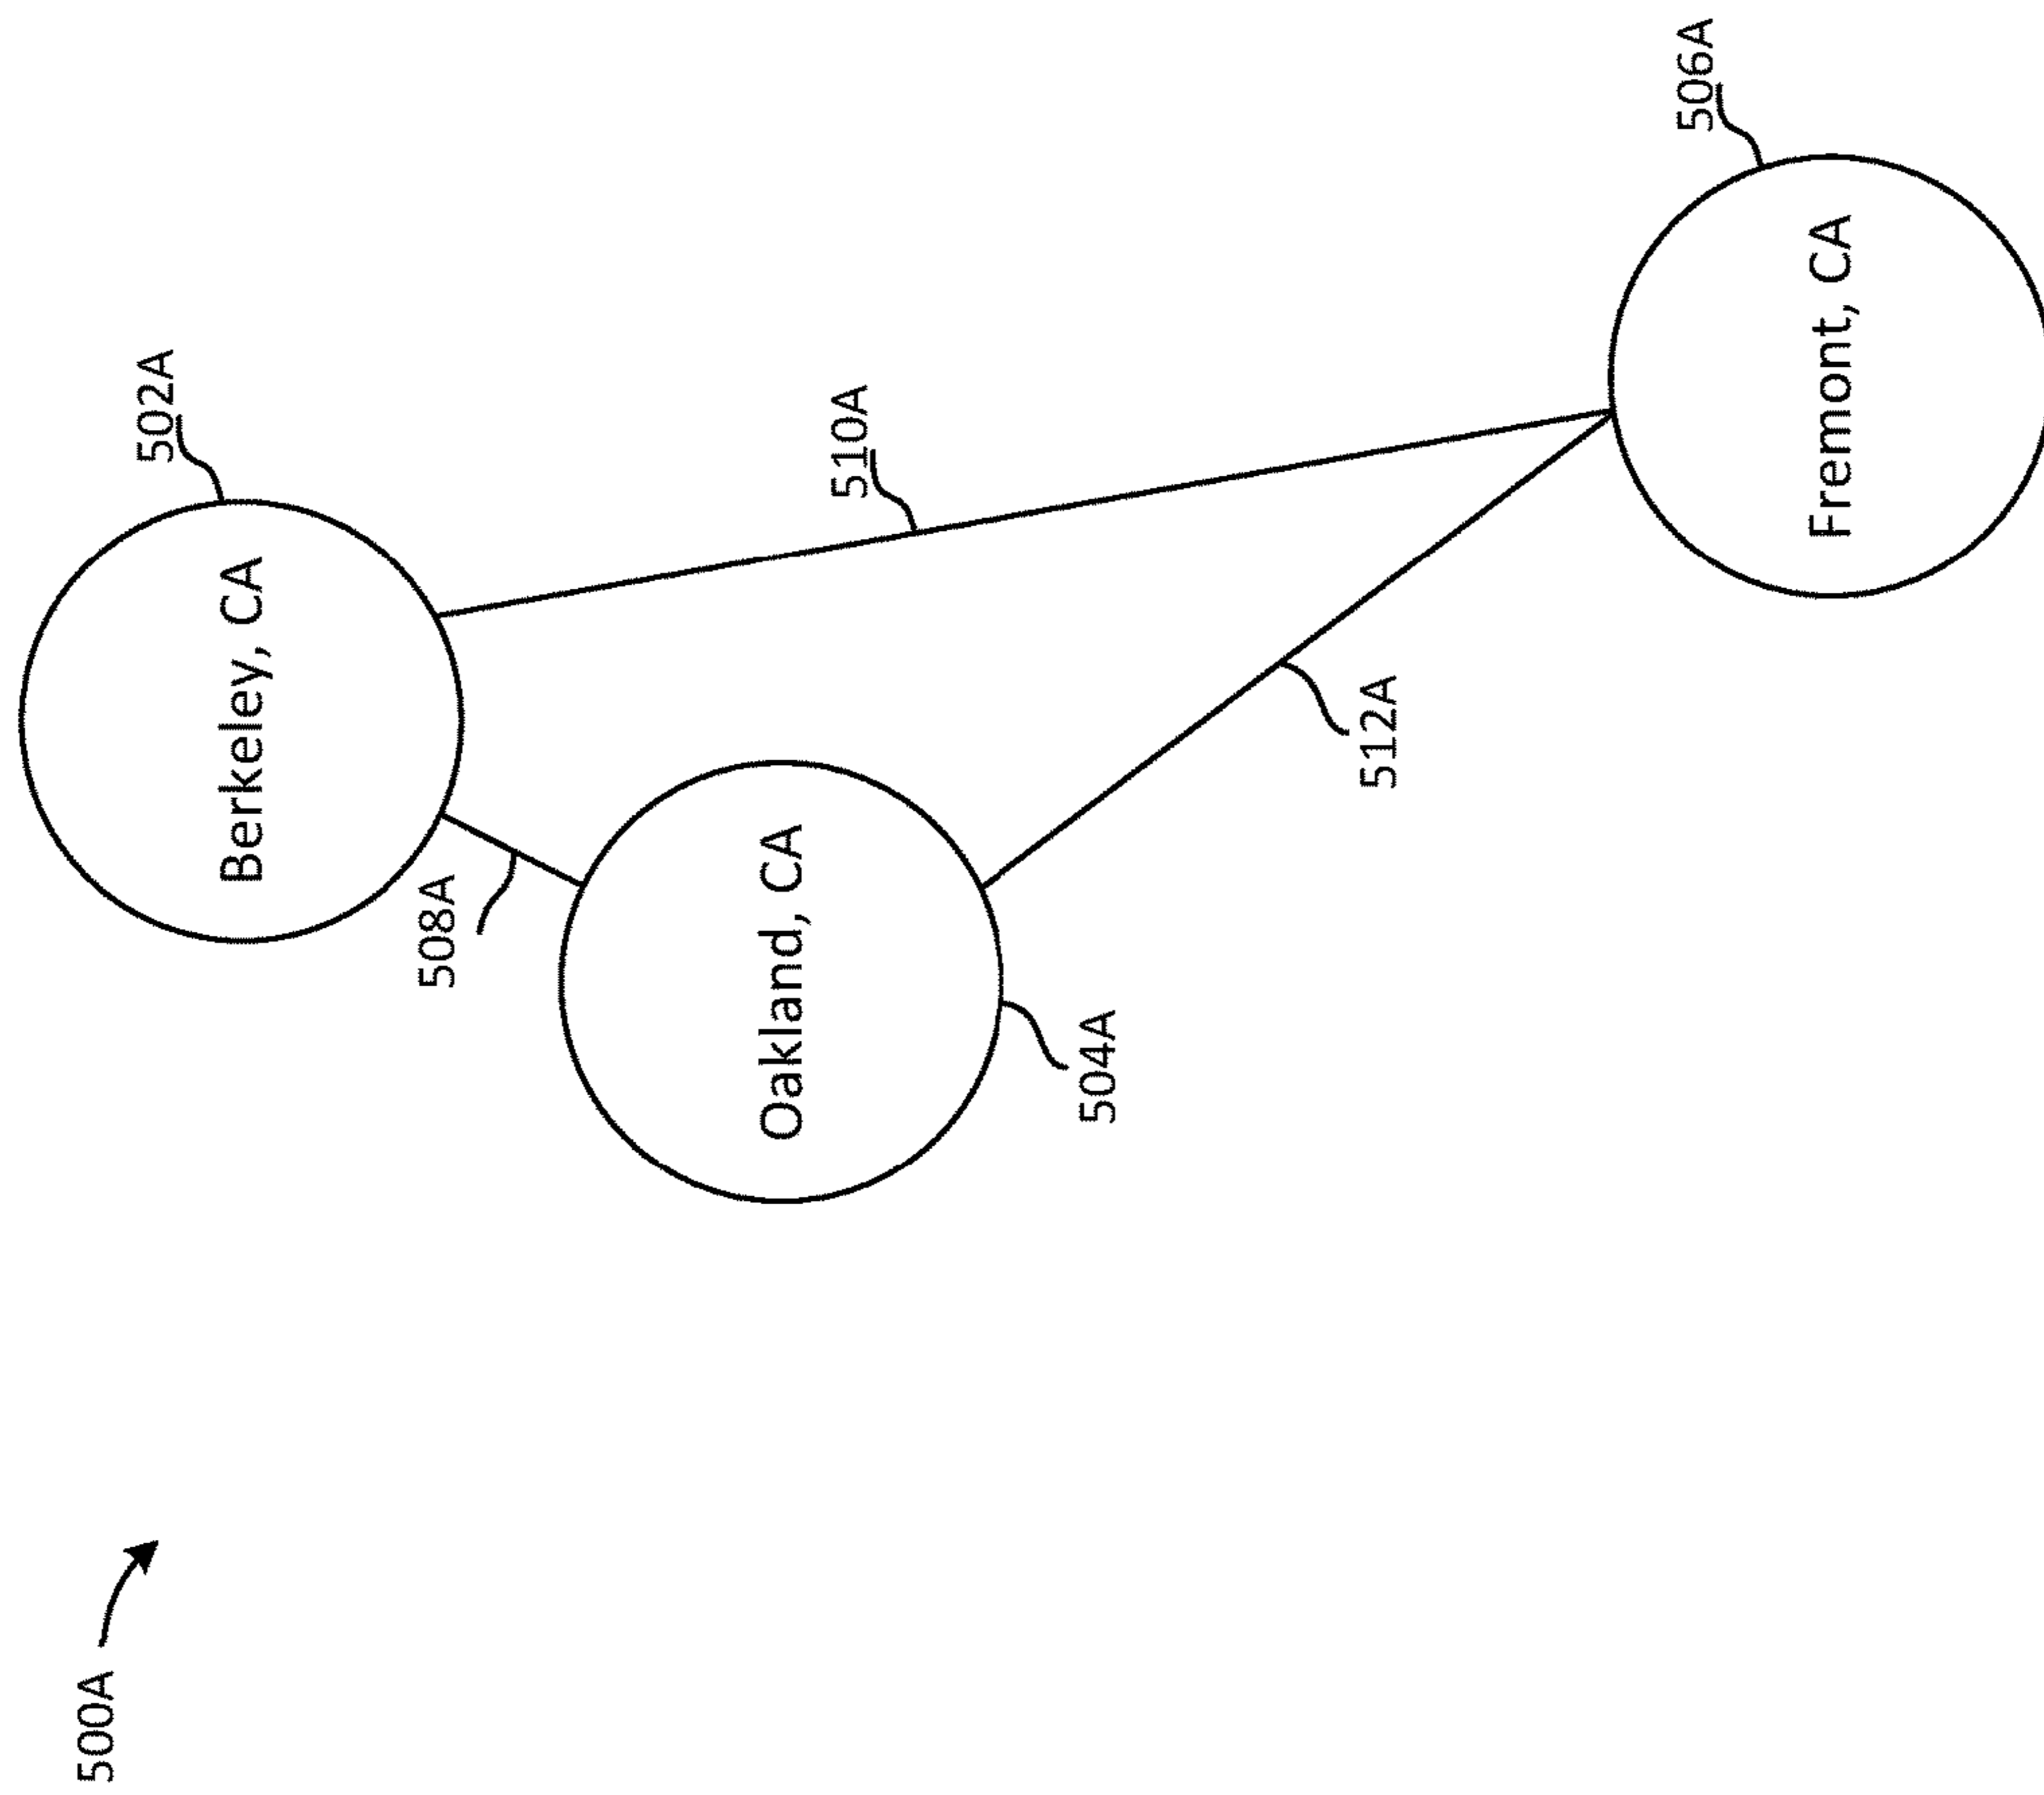 500A
Berkeley, CA
502A
508A
Oakland, CA
504A
510A
512A
Fremont, CA
506A